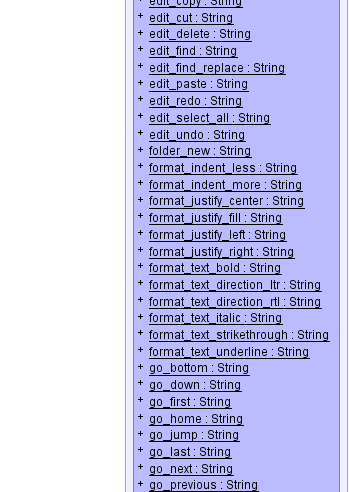 + edit_copy : String
+ edit_cut : String
+ edit_delete : String
+ edit_find : String
+ edit_find_replace : String
+ edit_paste : String
+ edit_redo : String
+ edit_select_all : String
+ edit_undo : String
+ folder_new : String
+ format_indent_less : String
+ format_indent_more : String
+ format_justify_center : String
+ format_justify_fill : String
+ format_justify_left : String
+ format_justify_right : String
+ format_text_bold : String
+ format_text_direction_ltr : String
+ format_text_direction_rtl : String
+ format_text_italic : String
+ format_text_strikethrough : String
+ format_text_underline : String
+ go_bottom : String
+ go_down : String
+ go_first : String
+ go_home : String
+ go_jump : String
+ go_last : String
+ go_next : String
+ go_previous : String